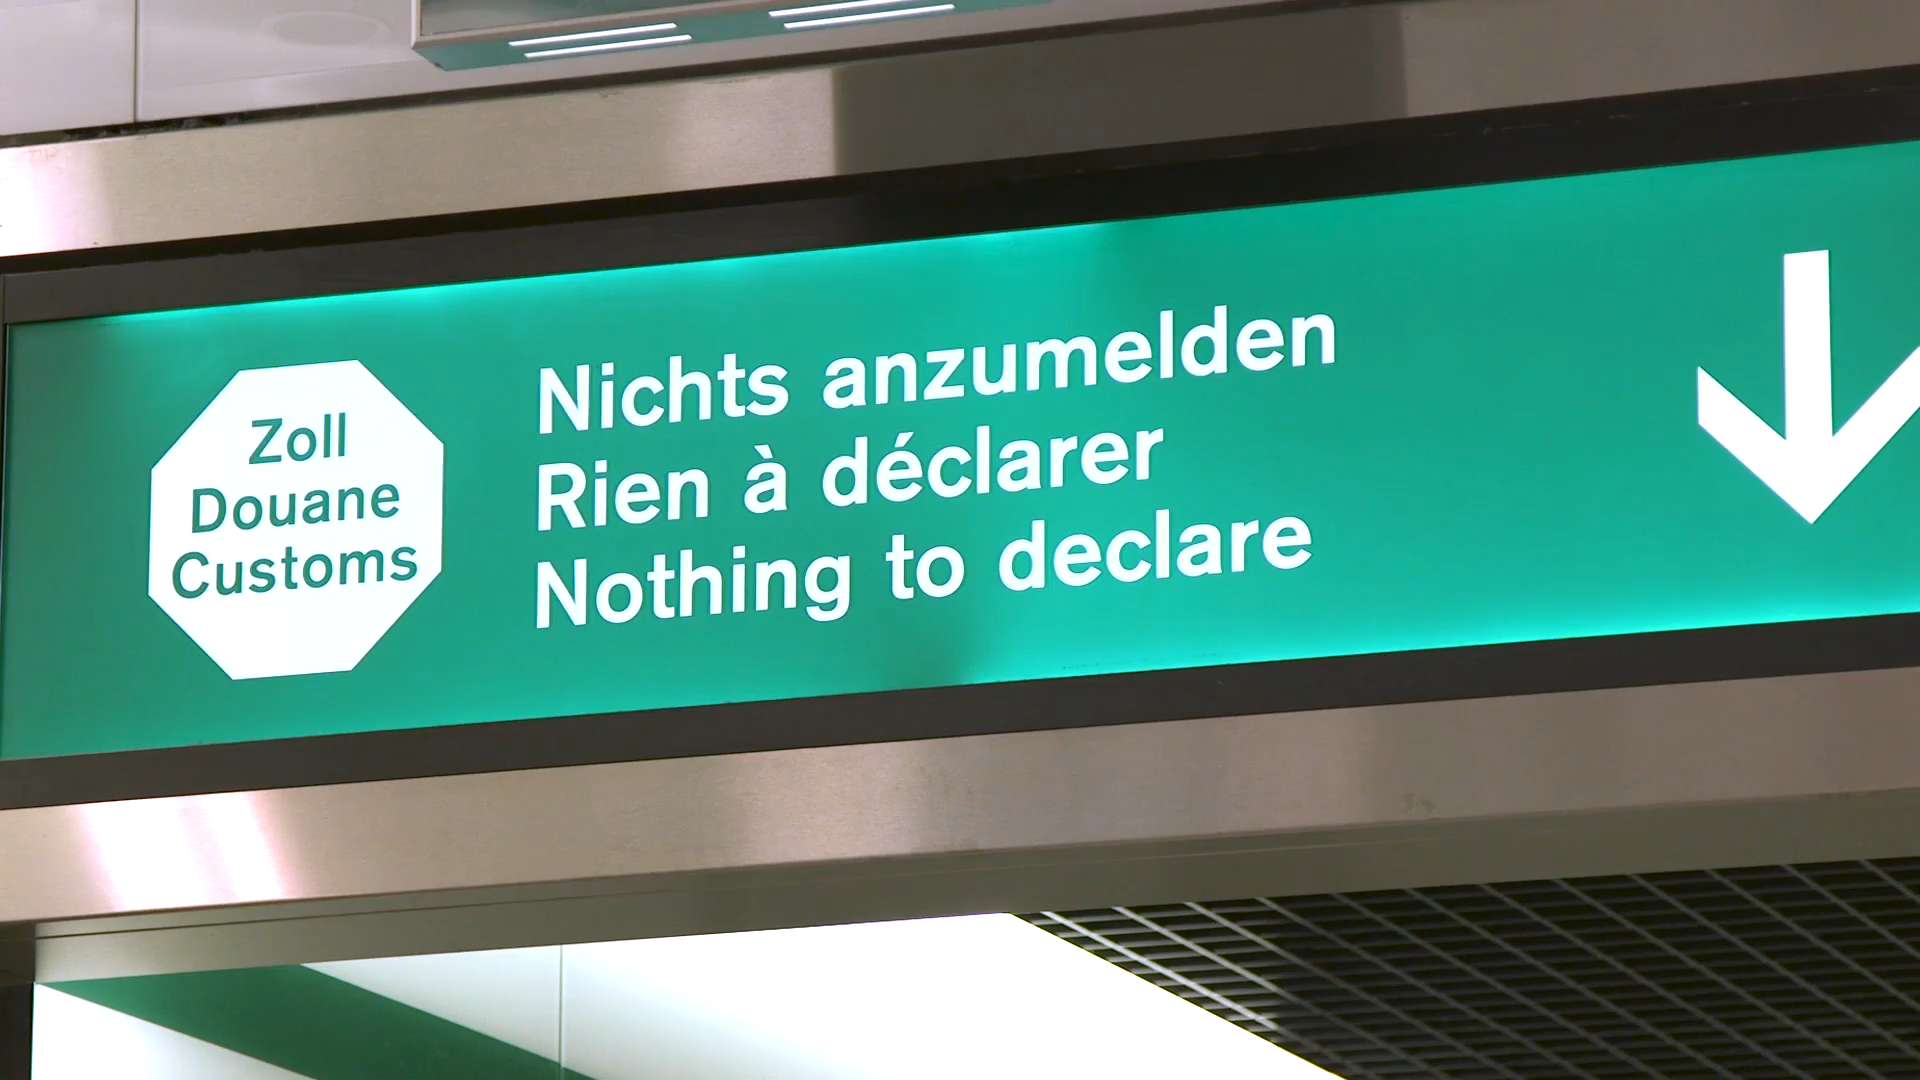 Zoll
Douane
Customs
Nichts anzumelden
Rien à déclarer
Nothing to declare